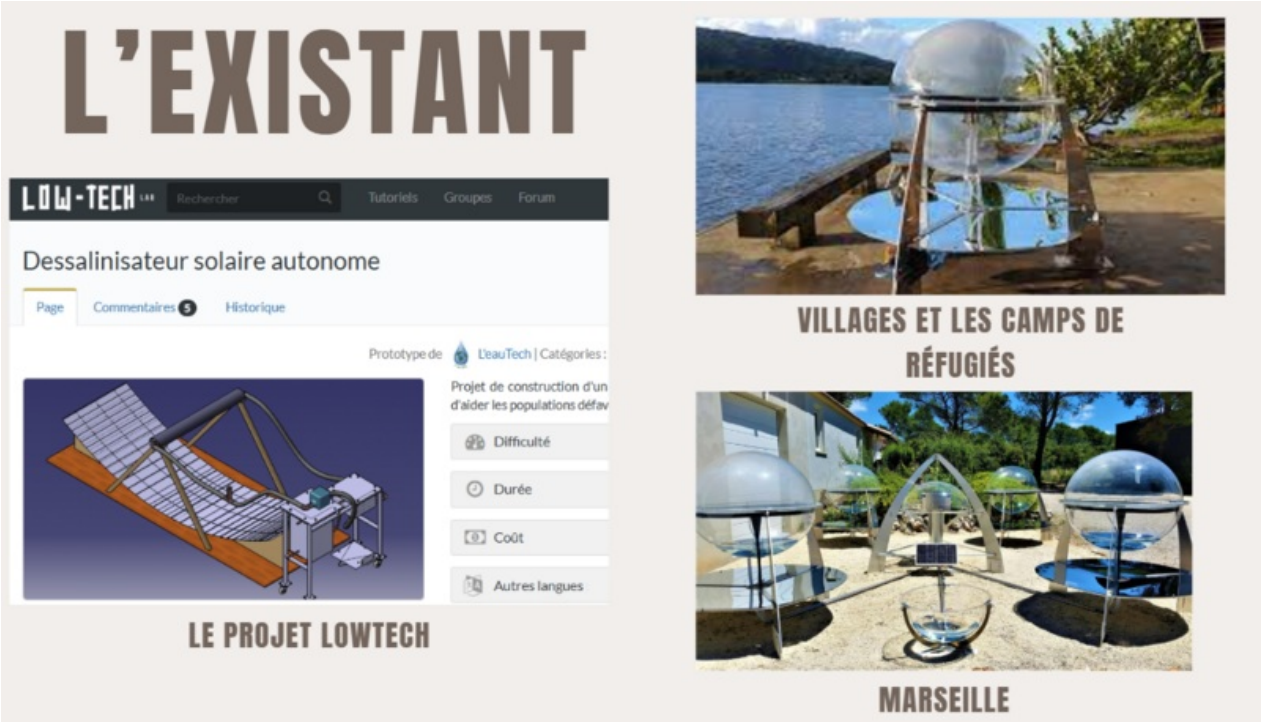 L'EXISTANT
LOW-TECH LAB
Rechercher
Tutoriels
Groupes
Forum
Dessalinisateur solaire autonome
Page
Commentaires 5
Historique
Prototype de L'eauTech | Catégories :
Projet de construction d'un
d'aider les populations défav
Difficulté
Durée
Coût
Autres langues
LE PROJET LOWTECH
VILLAGES ET LES CAMPS DE
RÉFUGIÉS
MARSEILLE